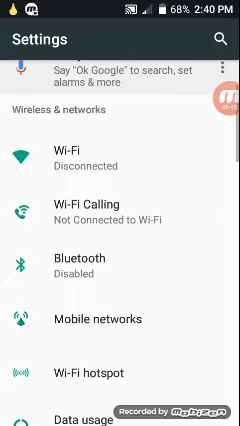 68% 2:40 PM
Settings
Say "Ok Google" to search, set
alarms & more
Wireless & networks
Wi-Fi
Disconnected
Wi-Fi Calling
Not Connected to Wi-Fi
Bluetooth
Disabled
Mobile networks
Wi-Fi hotspot
Recorded by mobizen
Data usage